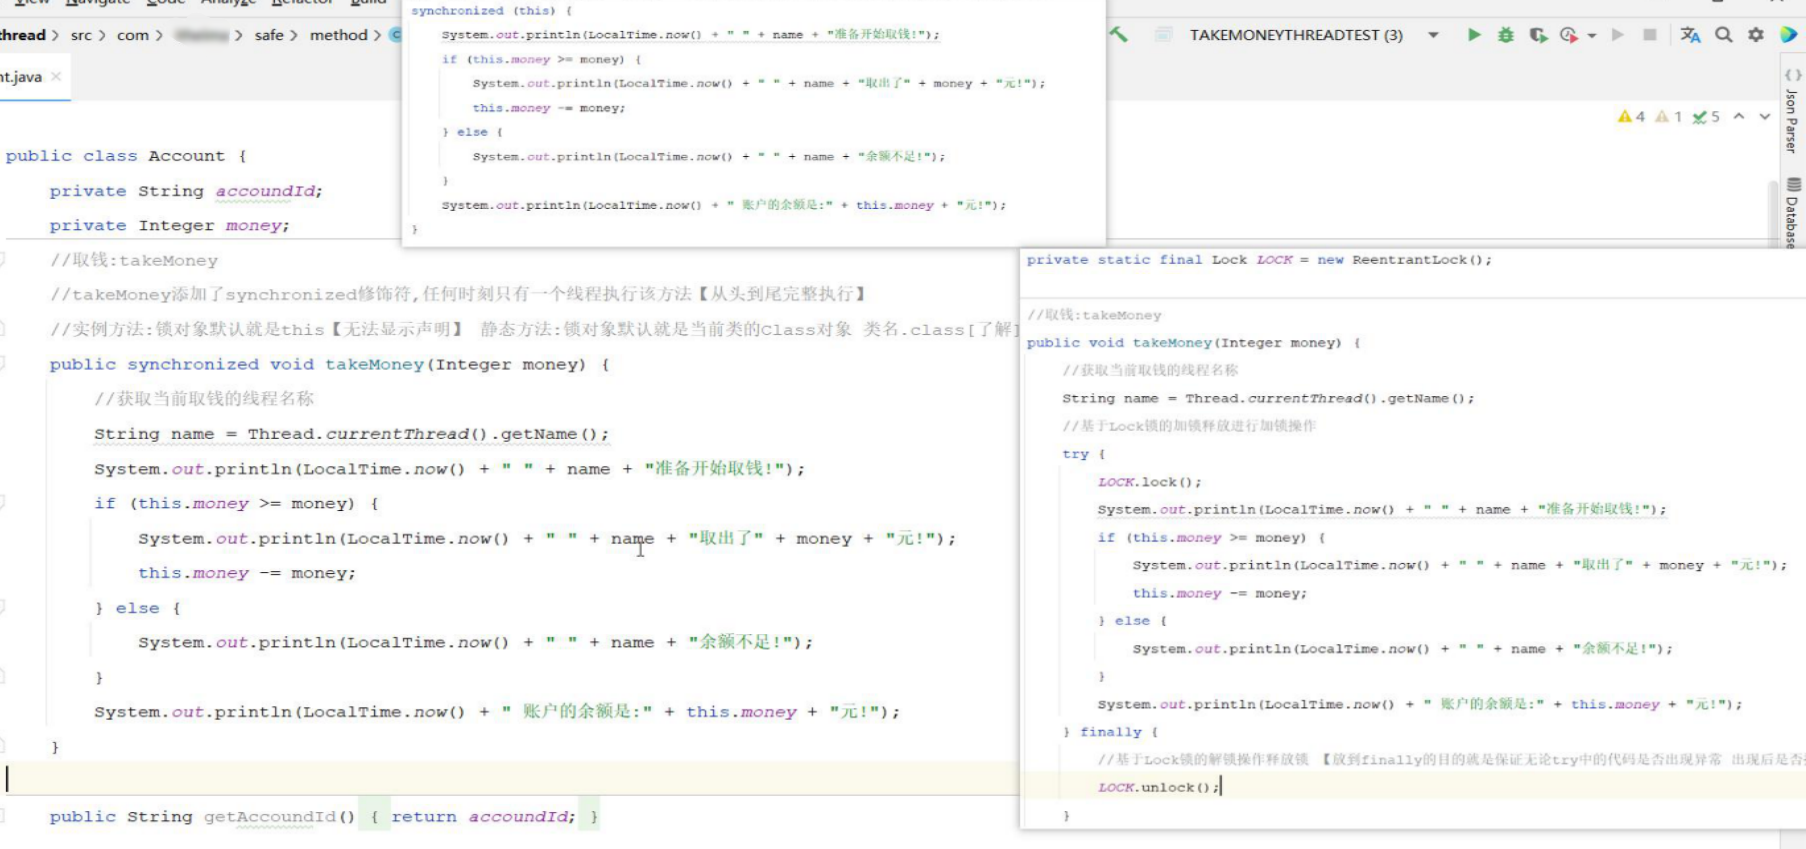 View Navigate Code Analyze Refactor Build
thread > src > com > > safe > method >
TAKEMONEYTHREADTEST (3)
nt.java
4 1 5
Json Parser
Database
synchronized (this) {
System.out.println(LocalTime.now() + " " + name + "准备开始取钱!");
if (this.money >= money) {
System.out.println(LocalTime.now() + " " + name + "取出了" + money + "元!");
this.money -= money;
} else {
System.out.println(LocalTime.now() + " " + name + "余额不足!");
}
System.out.println(LocalTime.now() + " 账户的余额是:" + this.money + "元!");
}
public class Account {
private String accoundId;
private Integer money;
//取钱:takeMoney
//takeMoney添加了synchronized修饰符,任何时刻只有一个线程执行该方法【从头到尾完整执行】
//实例方法:锁对象默认就是this【无法显示声明】 静态方法:锁对象默认就是当前类的Class对象 类名.class[了解]
public synchronized void takeMoney(Integer money) {
//获取当前取钱的线程名称
String name = Thread.currentThread().getName();
System.out.println(LocalTime.now() + " " + name + "准备开始取钱!");
if (this.money >= money) {
System.out.println(LocalTime.now() + " " + name + "取出了" + money + "元!");
this.money -= money;
} else {
System.out.println(LocalTime.now() + " " + name + "余额不足!");
}
System.out.println(LocalTime.now() + " 账户的余额是:" + this.money + "元!");
}
public String getAccoundId() { return accoundId; }
private static final Lock LOCK = new ReentrantLock();
//取钱:takeMoney
public void takeMoney(Integer money) {
//获取当前取钱的线程名称
String name = Thread.currentThread().getName();
//基于Lock锁的加锁释放进行加锁操作
try {
LOCK.lock();
System.out.println(LocalTime.now() + " " + name + "准备开始取钱!");
if (this.money >= money) {
System.out.println(LocalTime.now() + " " + name + "取出了" + money + "元!");
this.money -= money;
} else {
System.out.println(LocalTime.now() + " " + name + "余额不足!");
}
System.out.println(LocalTime.now() + " 账户的余额是:" + this.money + "元!");
} finally {
//基于Lock锁的解锁操作释放锁 【放到finally的目的就是保证无论try中的代码是否出现异常 出现后是否
LOCK.unlock();
}